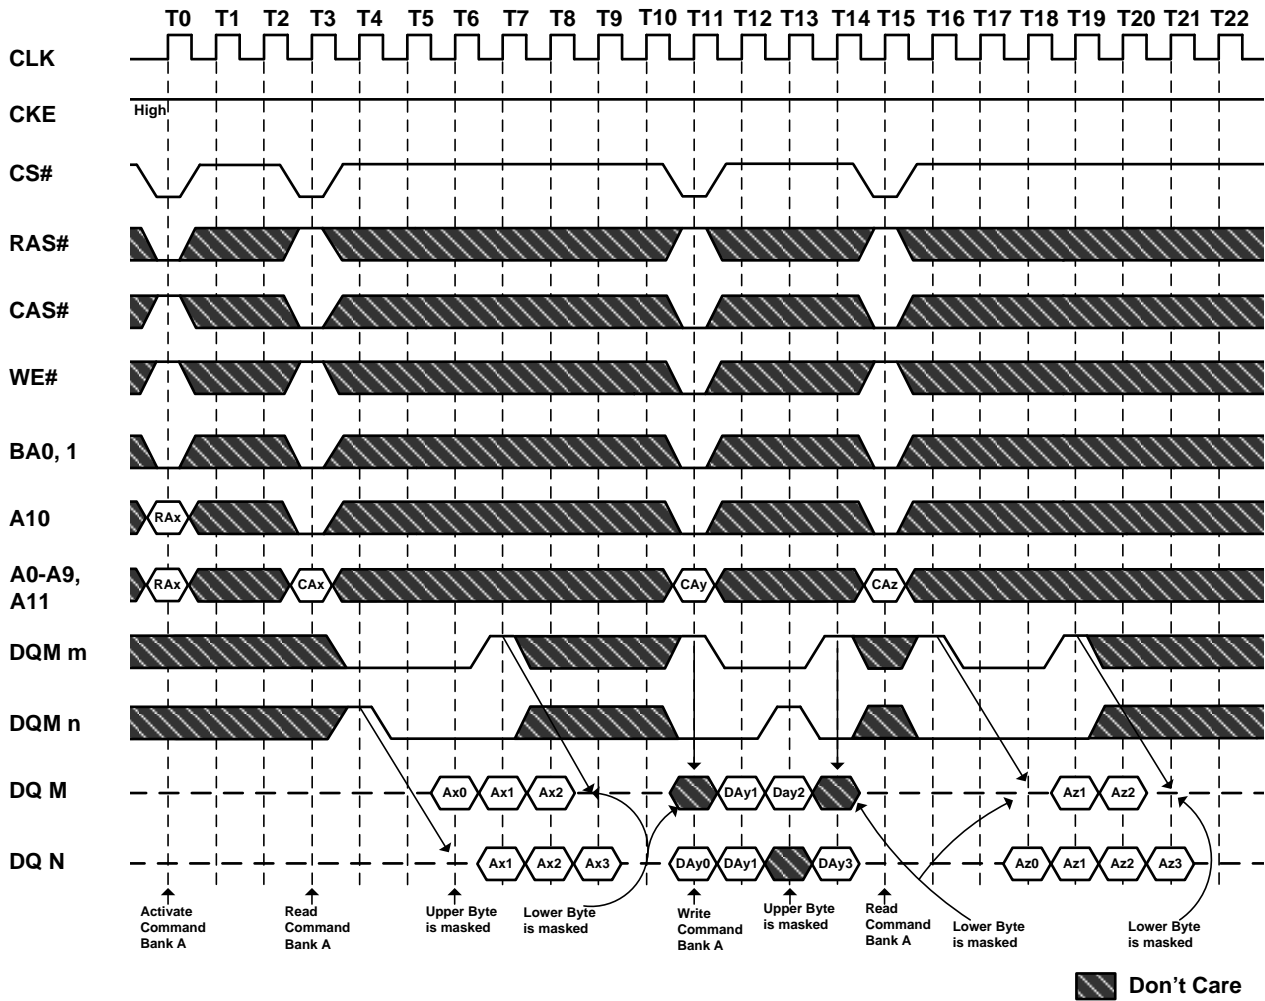 T0 T1 T2 T3 T4 T5 T6 T7 T8 T9 T10 T11 T12 T13 T14 T15 T16 T17 T18 T19 T20 T21 T22
CLK
CKE High
CS#
RAS#
CAS#
WE#
BA0, 1
A10 RAx
A0-A9,
A11
RAx CAx CAy CAz
DQM m
DQM n
DQ M Ax0 Ax1 Ax2 DAy1 Day2 Az1 Az2
DQ N Ax1 Ax2 Ax3 DAy0 DAy1 DAy3 Az0 Az1 Az2 Az3
Activate
Command
Bank A
Read
Command
Bank A
Upper Byte
is masked
Lower Byte
is masked
Write
Command
Bank A
Upper Byte
is masked
Read
Command
Bank A
Lower Byte
is masked
Lower Byte
is masked
Don't Care